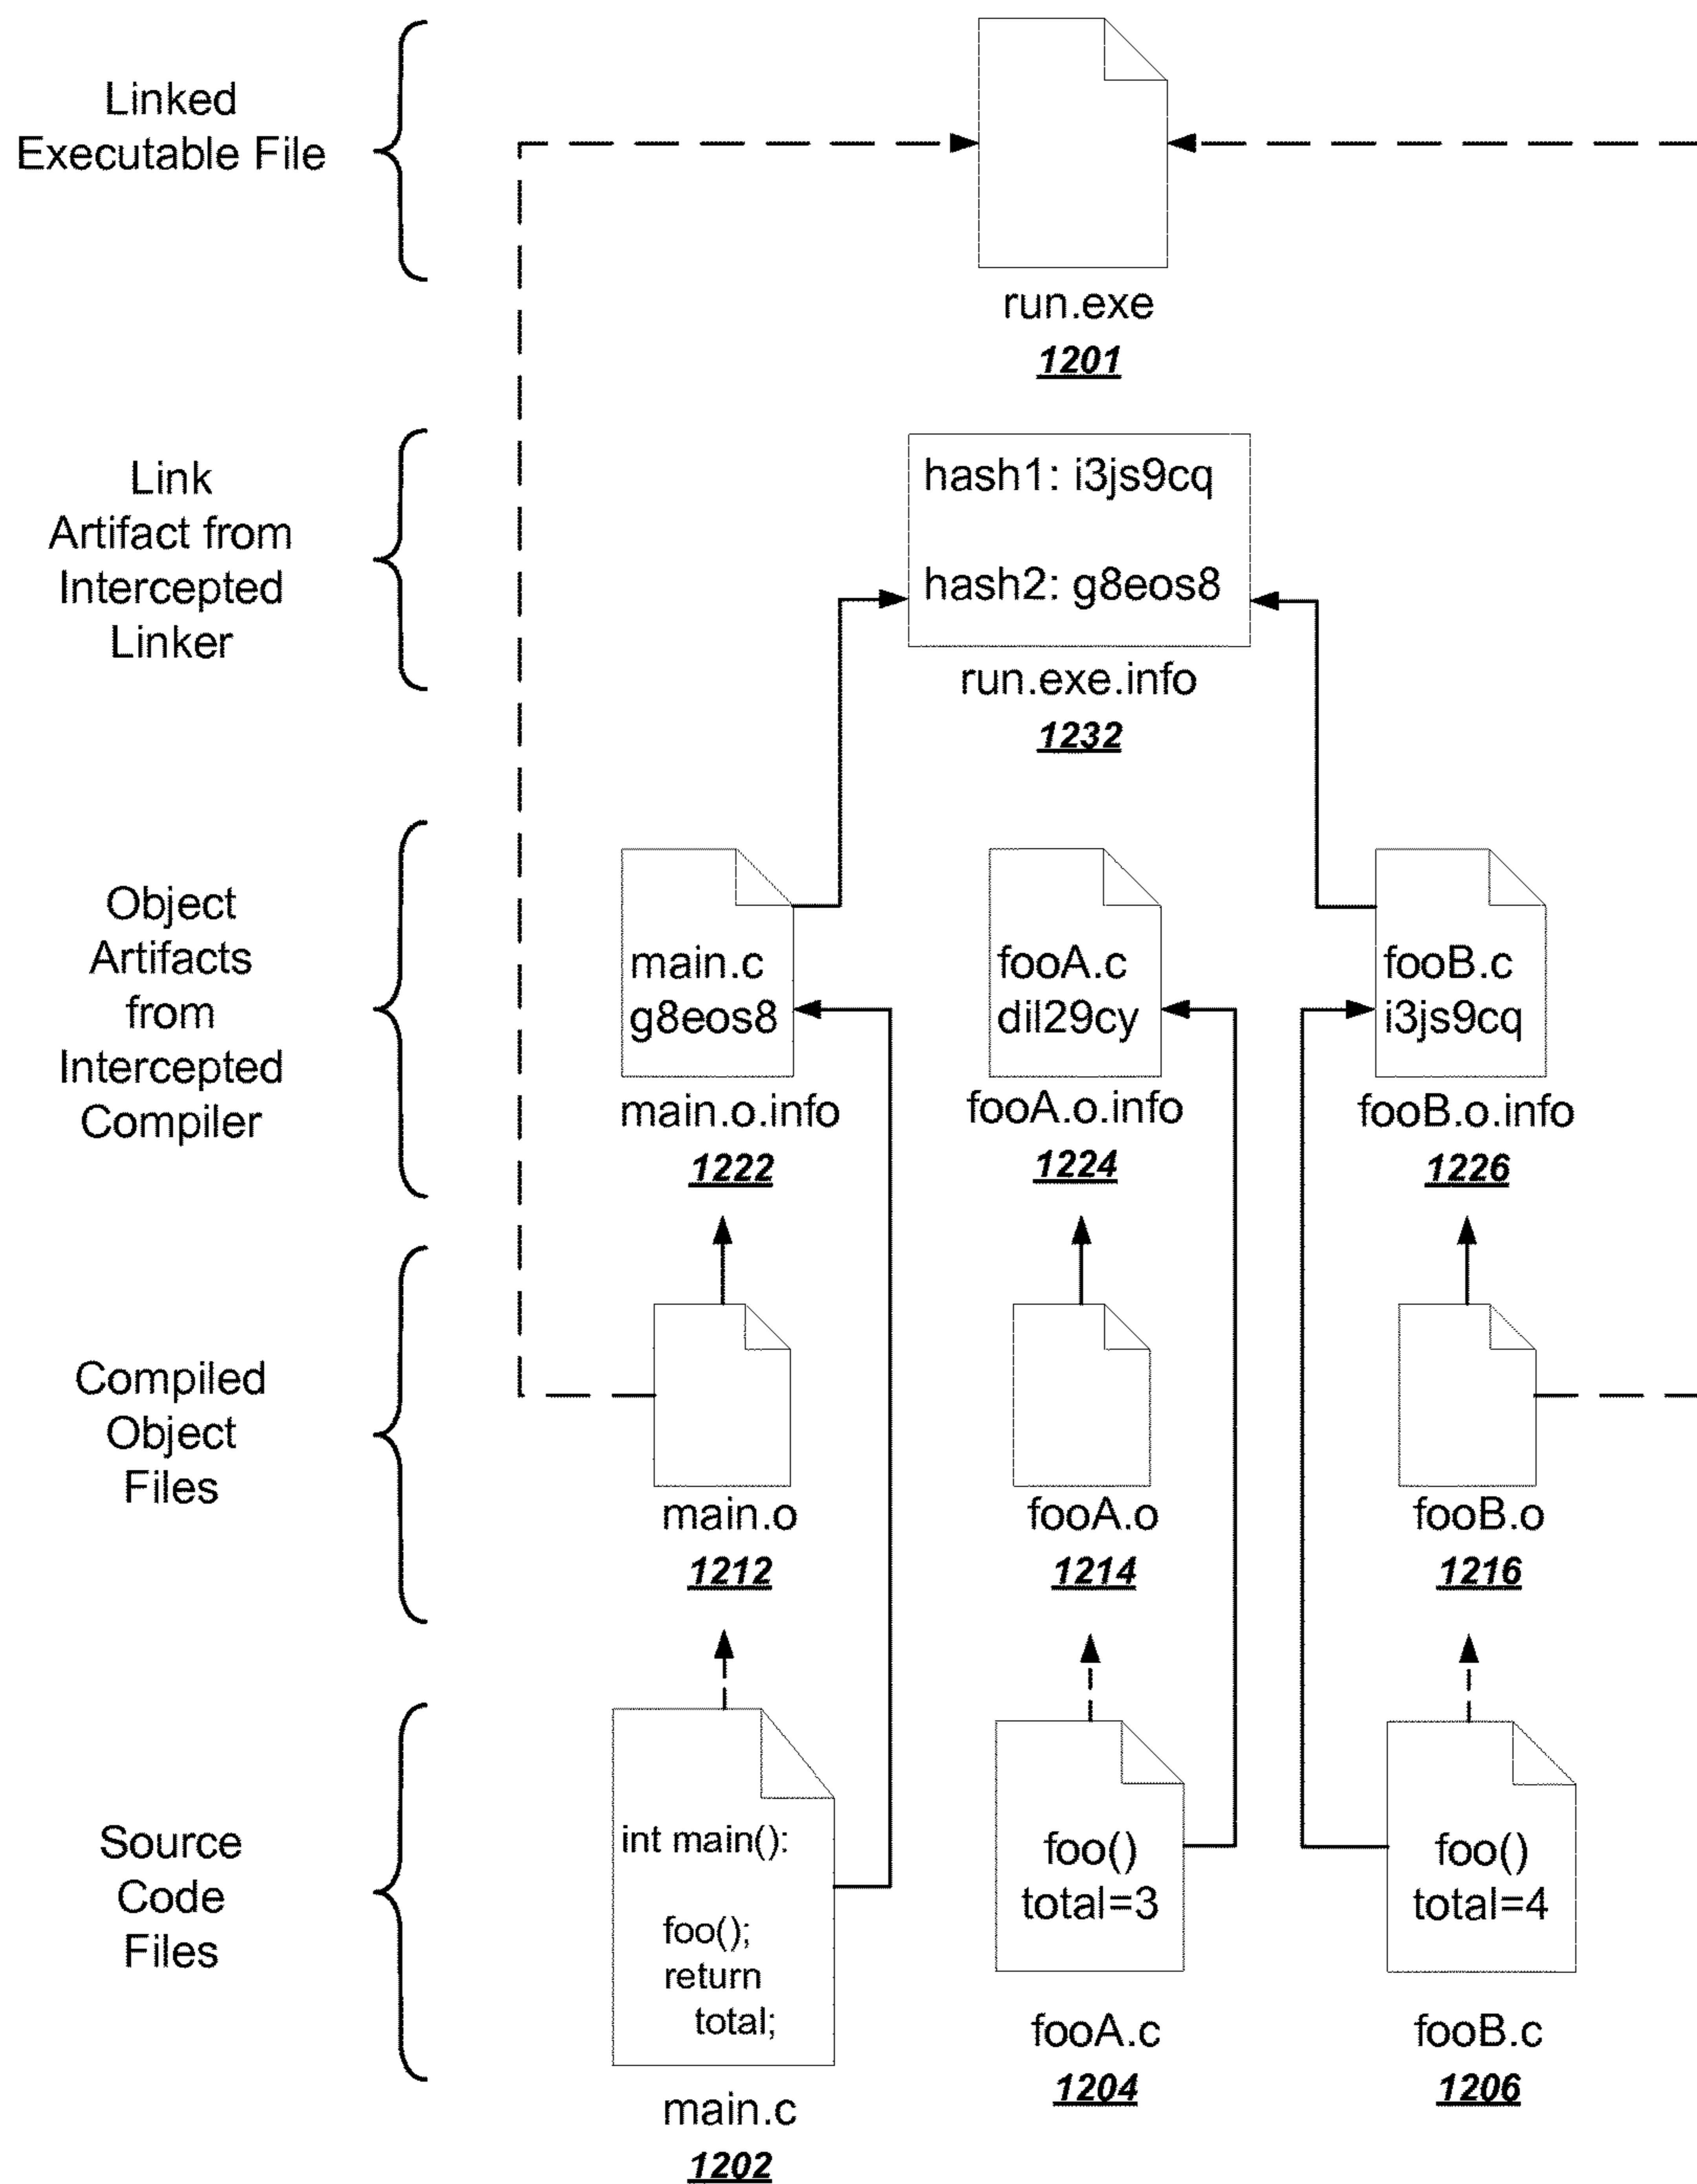 Linked
Executable File
run.exe
1201
Link
Artifact from
Intercepted
Linker
hash1: i3js9cq
hash2: g8eos8
run.exe.info
1232
Object
Artifacts
from
Intercepted
Compiler
main.c
g8eos8
main.o.info
1222
fooA.c
dil29cy
fooA.o.info
1224
fooB.c
i3js9cq
fooB.o.info
1226
Compiled
Object
Files
main.o
1212
fooA.o
1214
fooB.o
1216
Source
Code
Files
int main():
foo();
return
total;
main.c
1202
foo()
total=3
fooA.c
1204
foo()
total=4
fooB.c
1206